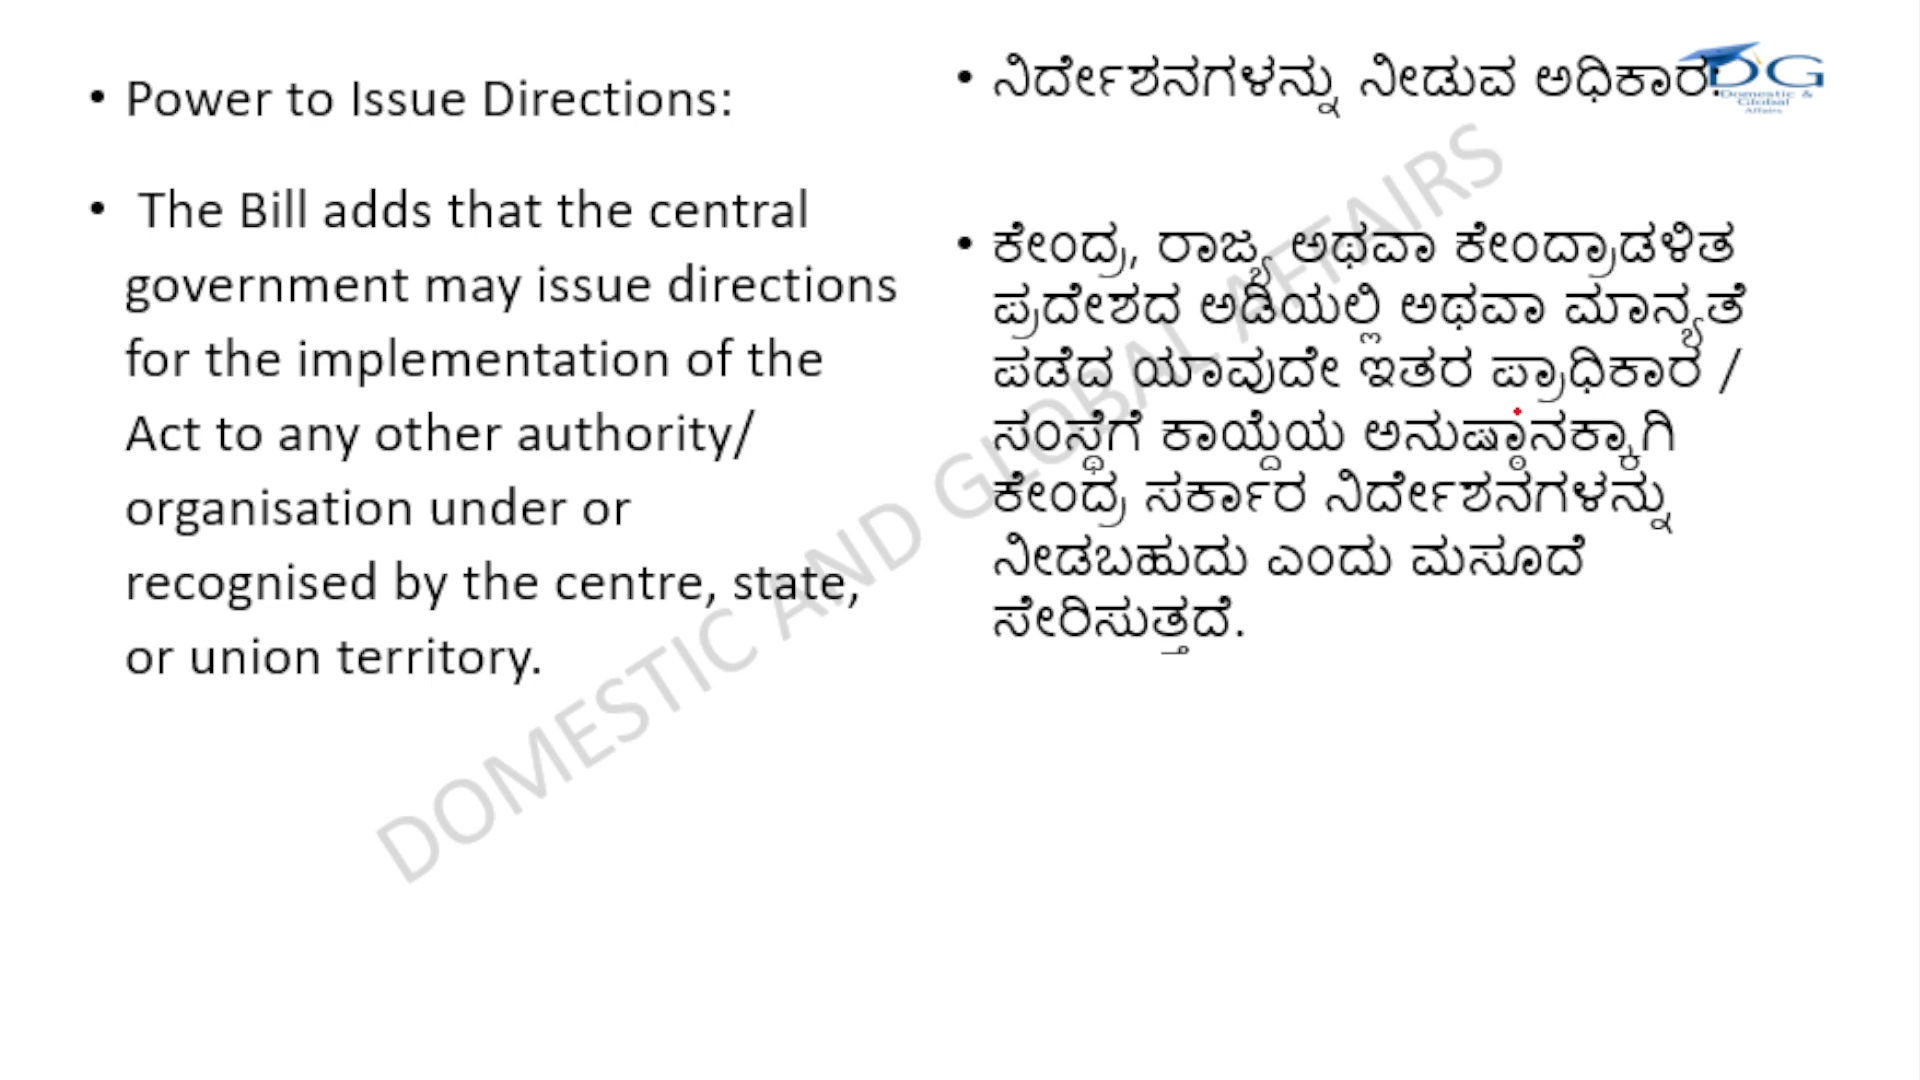 • Power to Issue Directions:
• The Bill adds that the central
government may issue directions
for the implementation of the
Act to any other authority/
organisation under or
recognised by the centre, state,
or union territory.
• ನಿರ್ದೇಶನಗಳನ್ನು ನೀಡುವ ಅಧಿಕಾರ:
• ಕೇಂದ್ರ, ರಾಜ್ಯ ಅಥವಾ ಕೇಂದ್ರಾಡಳಿತ
ಪ್ರದೇಶದ ಅಡಿಯಲ್ಲಿ ಅಥವಾ ಮಾನ್ಯತೆ
ಪಡೆದ ಯಾವುದೇ ಇತರ ಪ್ರಾಧಿಕಾರ /
ಸಂಸ್ಥೆಗೆ ಕಾಯ್ದೆಯ ಅನುಷ್ಠಾನಕ್ಕಾಗಿ
ಕೇಂದ್ರ ಸರ್ಕಾರ ನಿರ್ದೇಶನಗಳನ್ನು
ನೀಡಬಹುದು ಎಂದು ಮಸೂದೆ
ಸೇರಿಸುತ್ತದೆ.
DG
Domestic &
Global
Affairs
DOMESTIC AND GLOBAL AFFAIRS